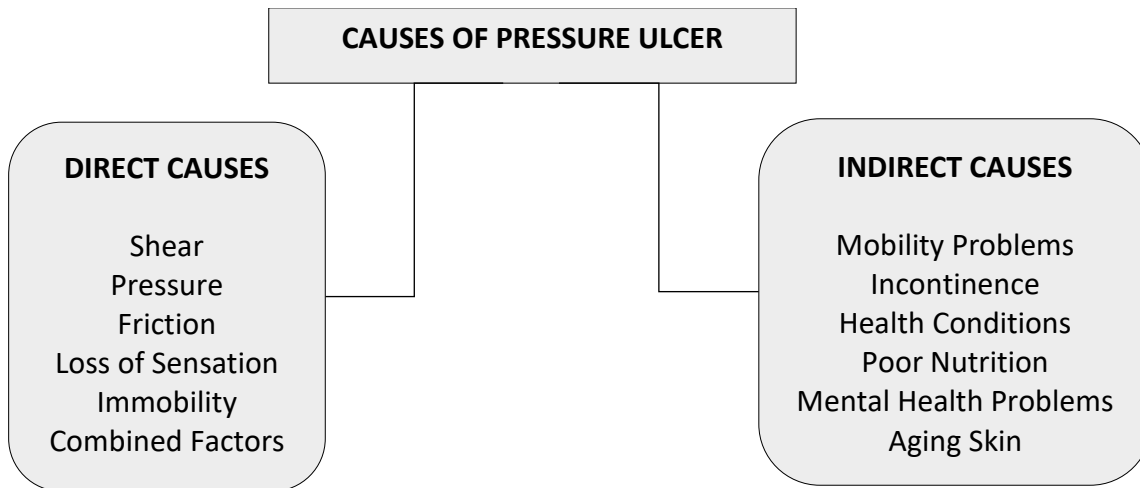 CAUSES OF PRESSURE ULCER
DIRECT CAUSES
Shear
Pressure
Friction
Loss of Sensation
Immobility
Combined Factors
INDIRECT CAUSES
Mobility Problems
Incontinence
Health Conditions
Poor Nutrition
Mental Health Problems
Aging Skin